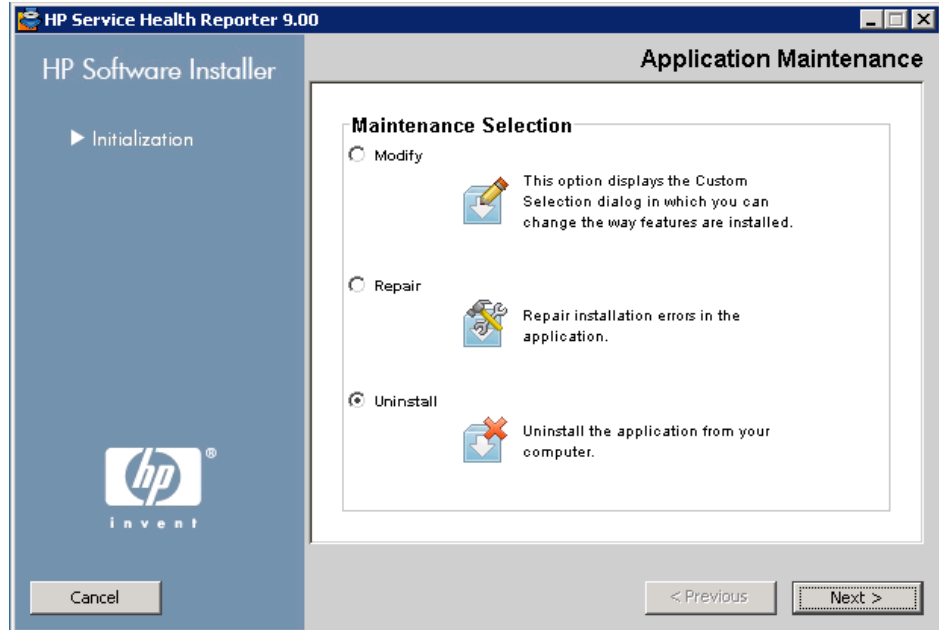 HP Service Health Reporter 9.00
HP Software Installer
Application Maintenance
Initialization
Maintenance Selection
Modify
This option displays the Custom
Selection dialog in which you can
change the way features are installed.
Repair
Repair installation errors in the
application.
Uninstall
Uninstall the application from your
computer.
hp ®
invent
Cancel
< Previous
Next >